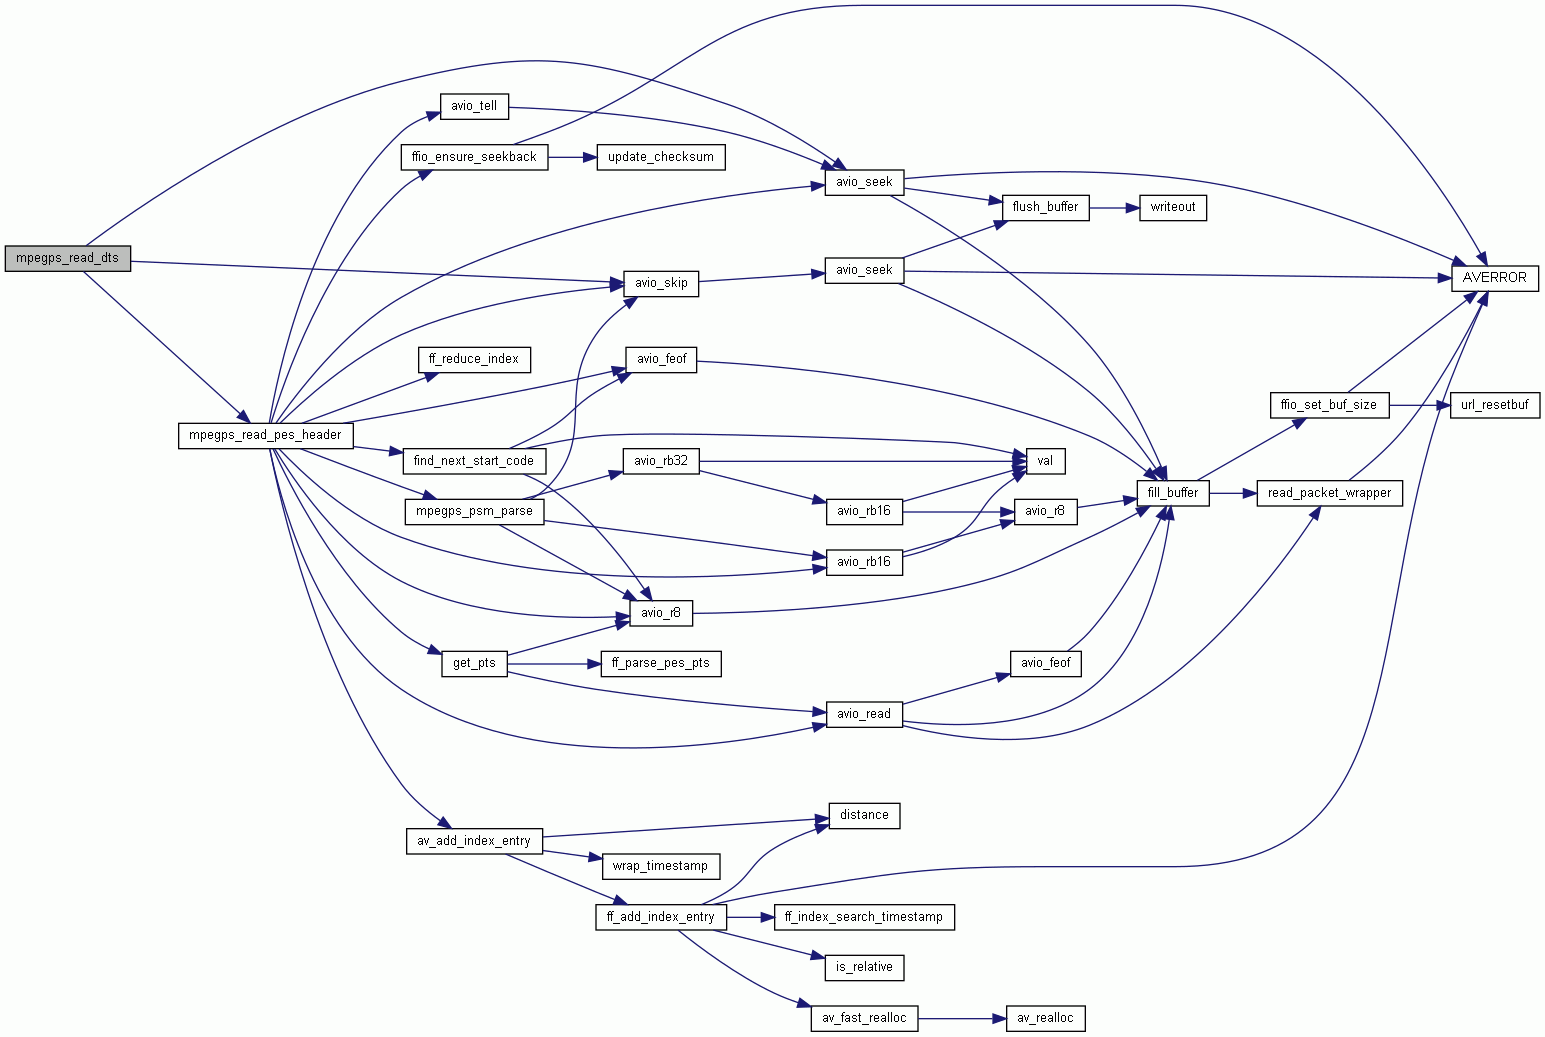 avio_tell
ffio_ensure_seekback
update_checksum
avio_seek
flush_buffer
writeout
mpegps_read_dts
avio_skip
avio_seek
AVERROR
ff_reduce_index
avio_feof
ffio_set_buf_size
url_resetbuf
mpegps_read_pes_header
find_next_start_code
avio_rb32
val
mpegps_psm_parse
avio_rb16
avio_r8
fill_buffer
read_packet_wrapper
avio_rb16
avio_r8
get_pts
ff_parse_pes_pts
avio_feof
avio_read
distance
av_add_index_entry
wrap_timestamp
ff_add_index_entry
ff_index_search_timestamp
is_relative
av_fast_realloc
av_realloc